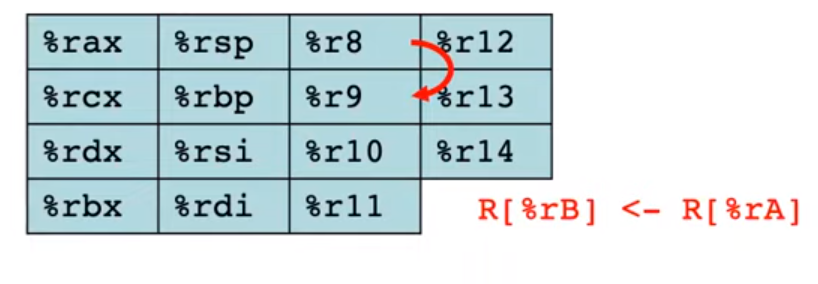 %rax %rsp %r8 %r12
%rcx %rbp %r9 %r13
%rdx %rsi %r10 %r14
%rbx %rdi %r11
R[%rB] <- R[%rA]